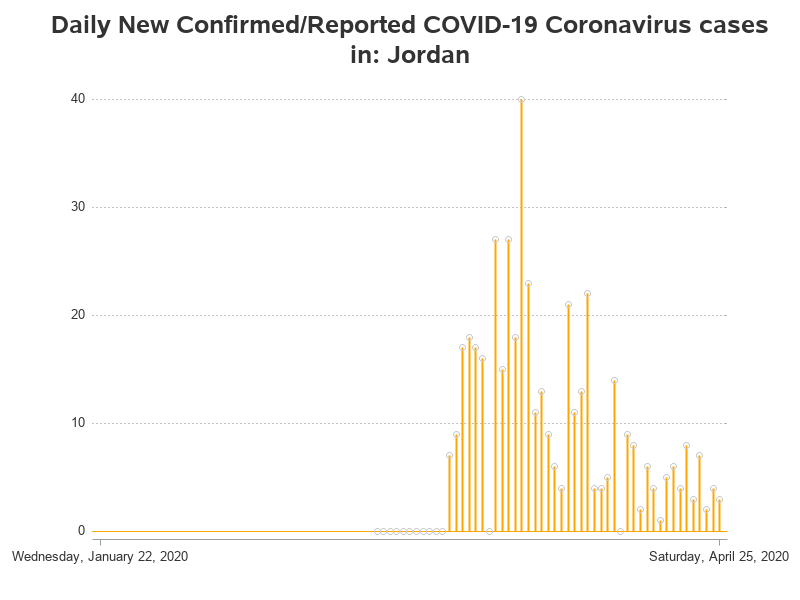 Daily New Confirmed/Reported COVID-19 Coronavirus cases
in: Jordan
40
30
20
10
0
Wednesday, January 22, 2020
Saturday, April 25, 2020